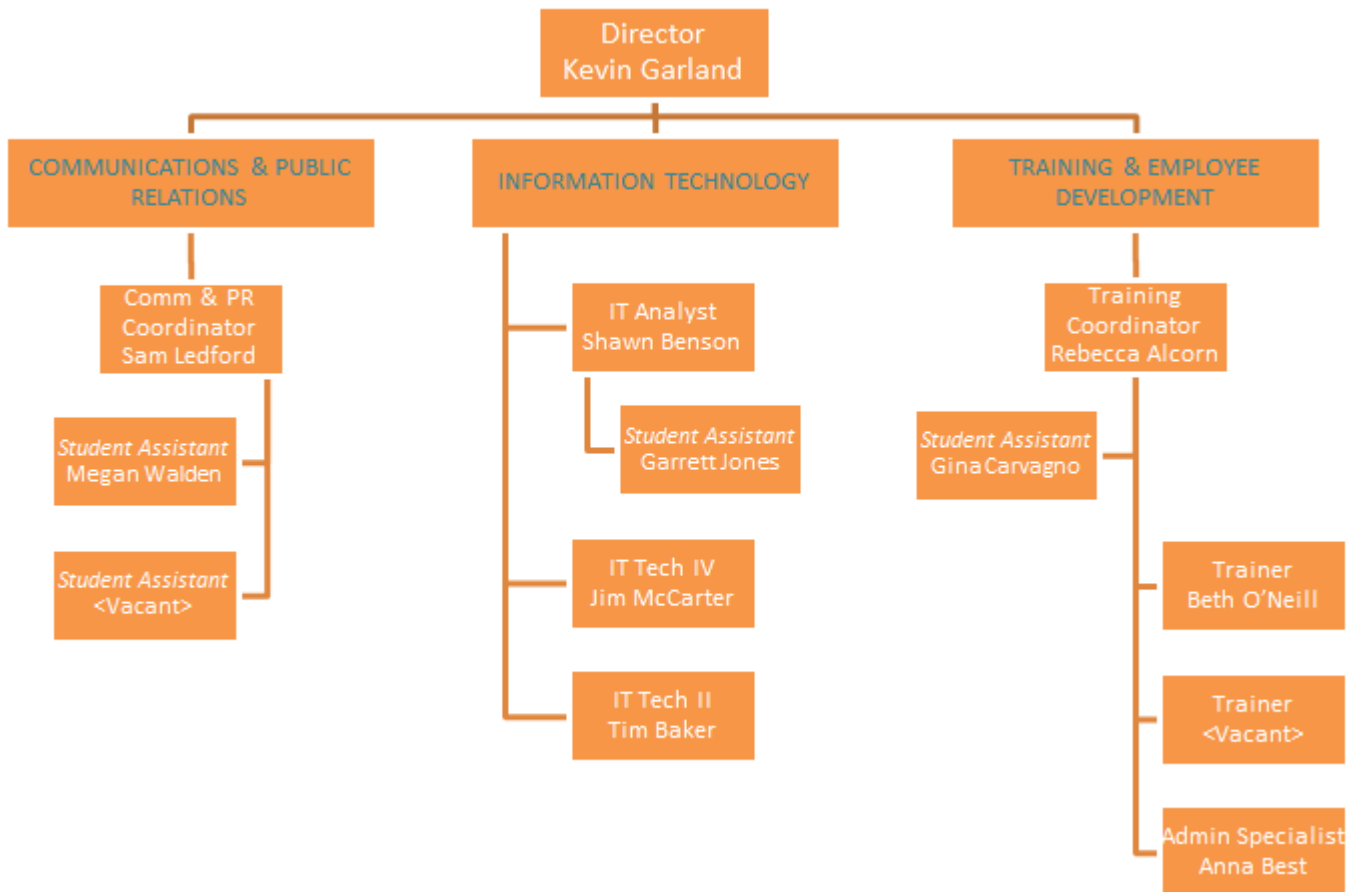 Director
Kevin Garland
COMMUNICATIONS & PUBLIC
RELATIONS
INFORMATION TECHNOLOGY
TRAINING & EMPLOYEE
DEVELOPMENT
Comm & PR
Coordinator
Sam Ledford
Student Assistant
Megan Walden
Student Assistant
<Vacant>
IT Analyst
Shawn Benson
Student Assistant
Garrett Jones
IT Tech IV
Jim McCarter
IT Tech II
Tim Baker
Training
Coordinator
Rebecca Alcorn
Student Assistant
Gina Carvagno
Trainer
Beth O’Neill
Trainer
<Vacant>
Admin Specialist
Anna Best